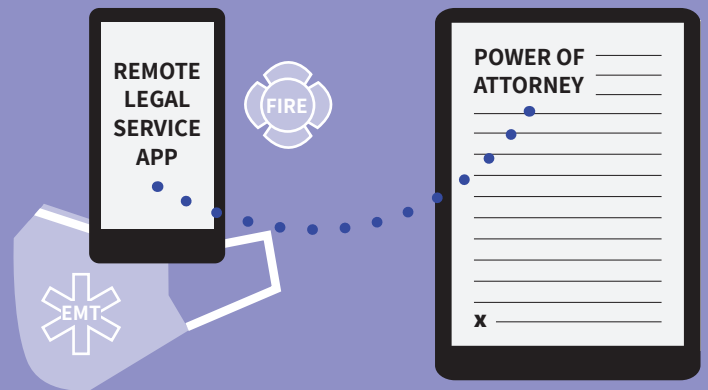 REMOTE
LEGAL
SERVICE
APP
FIRE
EMT
POWER OF
ATTORNEY
x